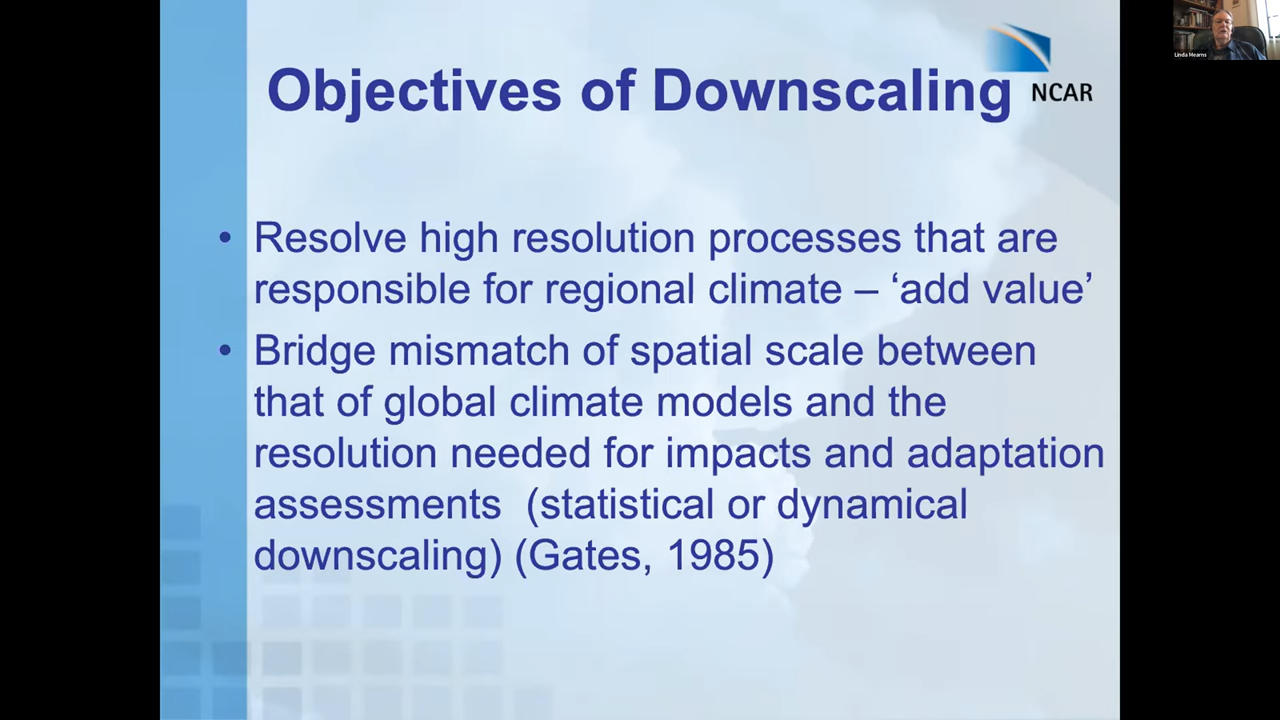 Objectives of Downscaling
NCAR
Linda Mearns
• Resolve high resolution processes that are
responsible for regional climate – ‘add value’
• Bridge mismatch of spatial scale between
that of global climate models and the
resolution needed for impacts and adaptation
assessments  (statistical or dynamical
downscaling) (Gates, 1985)